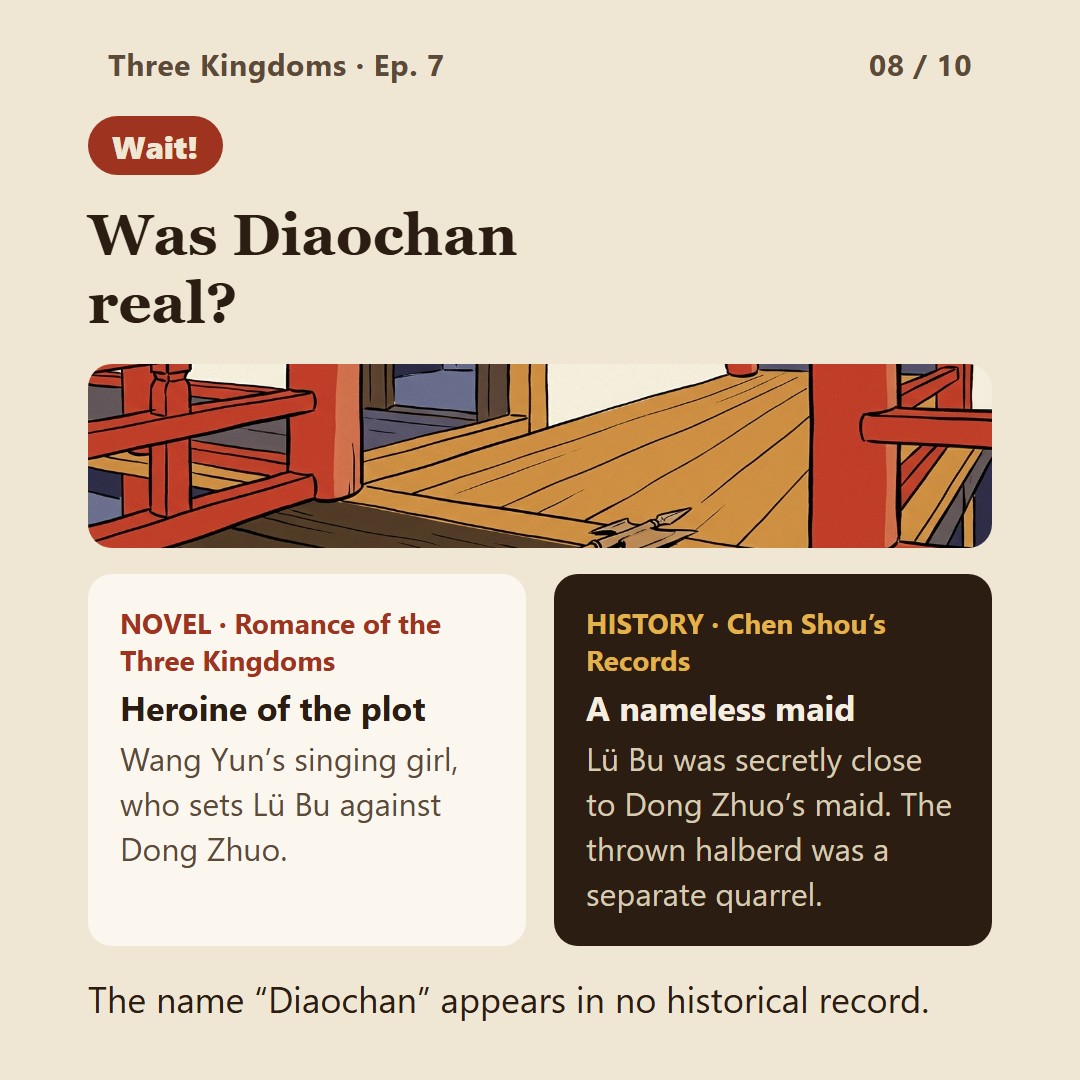 Three Kingdoms · Ep. 7
08 / 10
Wait!
Was Diaochan
real?
NOVEL · Romance of the
Three Kingdoms
Heroine of the plot
Wang Yun’s singing girl,
who sets Lü Bu against
Dong Zhuo.
HISTORY · Chen Shou’s
Records
A nameless maid
Lü Bu was secretly close
to Dong Zhuo’s maid. The
thrown halberd was a
separate quarrel.
The name “Diaochan” appears in no historical record.